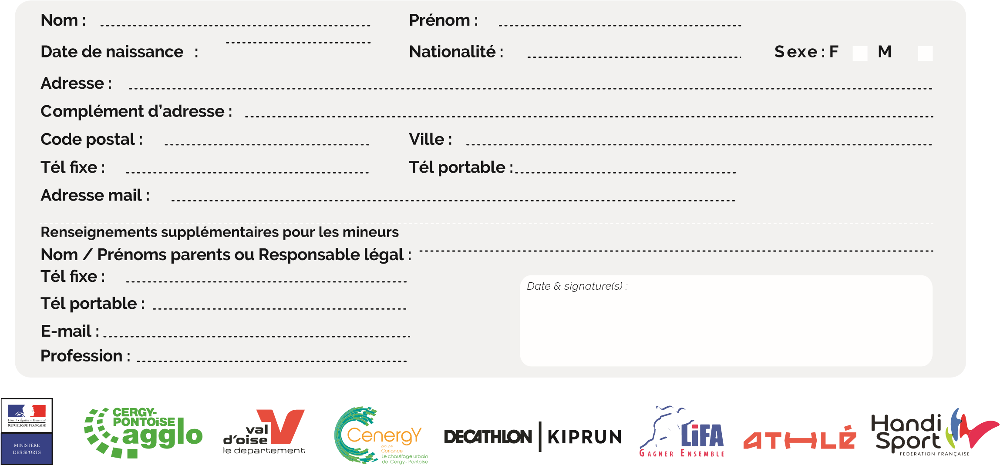 Nom : Prénom :
Date de naissance : Nationalité : Sexe : F M
Adresse :
Complément d’adresse :
Code postal : Ville :
Tél fixe : Tél portable :
Adresse mail :
Renseignements supplémentaires pour les mineurs
Nom / Prénoms parents ou Responsable légal :
Tél fixe :
Date & signature(s) :
Tél portable :
E-mail :
Profession :
Liberté • Égalité • Fraternité
RÉPUBLIQUE FRANÇAISE
MINISTÈRE
DES SPORTS
CERGY-
PONTOiSE
agglo
val
d’oise
le département
CenergY
groupe
Coriance
Le chauffage urbain
de Cergy-Pontoise
DECATHLON | KIPRUN
LiFA
GAGNER ENSEMBLE
ATHLÉ
Handi
Sport
FÉDÉRATION FRANÇAISE